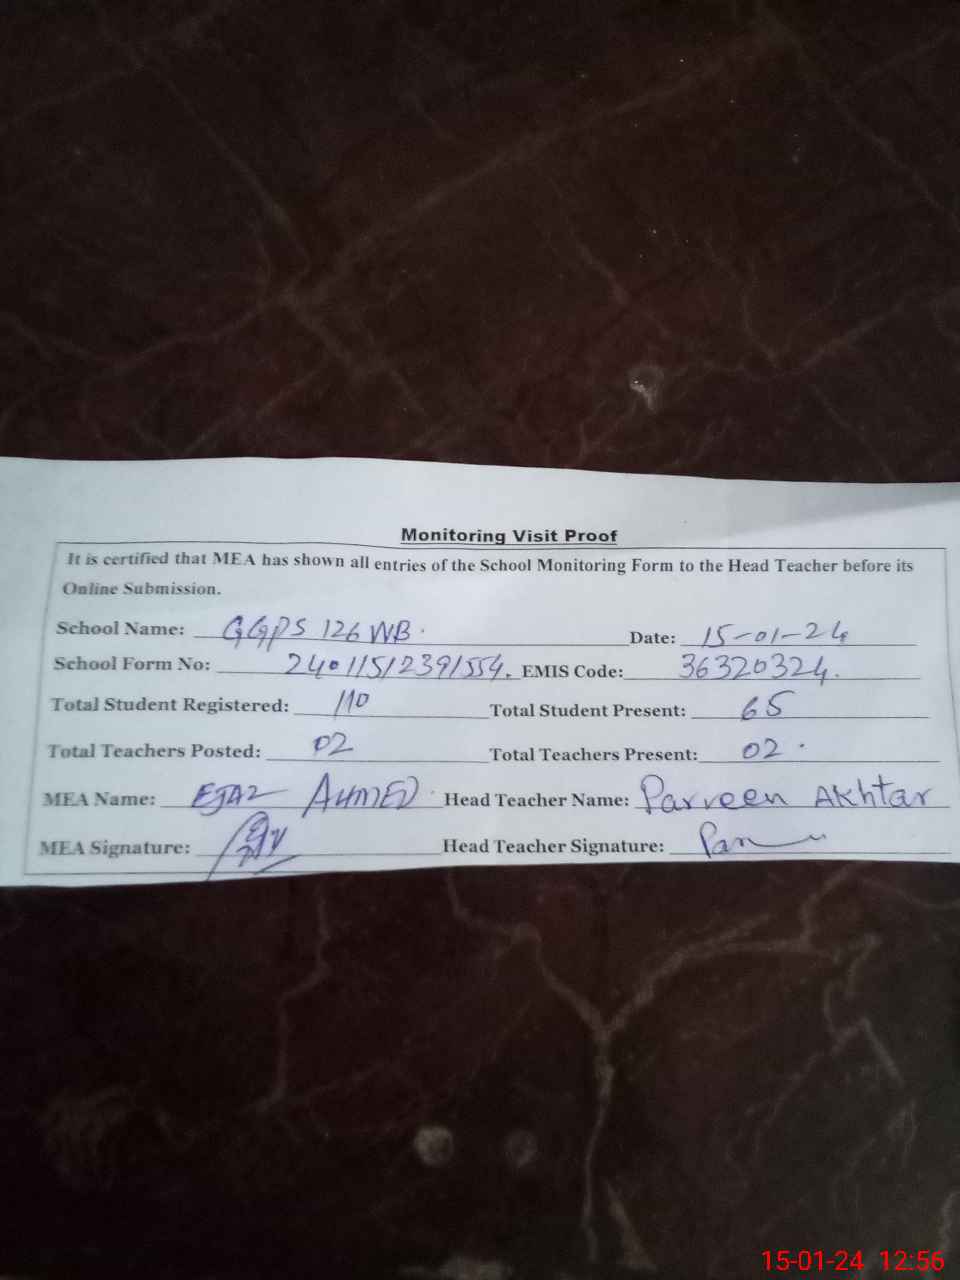 Monitoring Visit Proof
It is certified that MEA has shown all entries of the School Monitoring Form to the Head Teacher before its
Online Submission.
School Name: GGPS 126 WB. Date: 15-01-24
School Form No: 24011512391554. EMIS Code: 36320324.
Total Student Registered: 110 Total Student Present: 65
Total Teachers Posted: 02 Total Teachers Present: 02
MEA Name: EJAZ AHMED Head Teacher Name: Parveen Akhtar
MEA Signature: Head Teacher Signature:
15-01-24 12:56